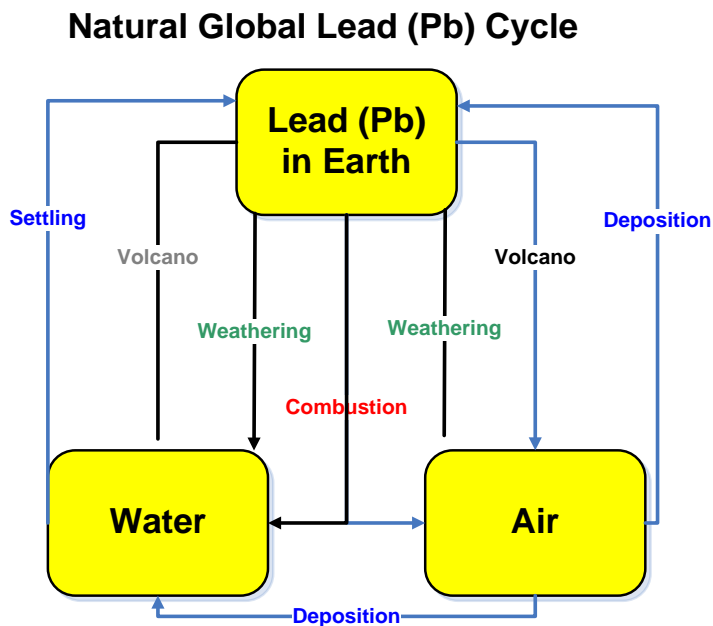 Natural Global Lead (Pb) Cycle
Lead (Pb)
in Earth
Settling
Deposition
Volcano
Volcano
Weathering
Weathering
Combustion
Water
Air
Deposition